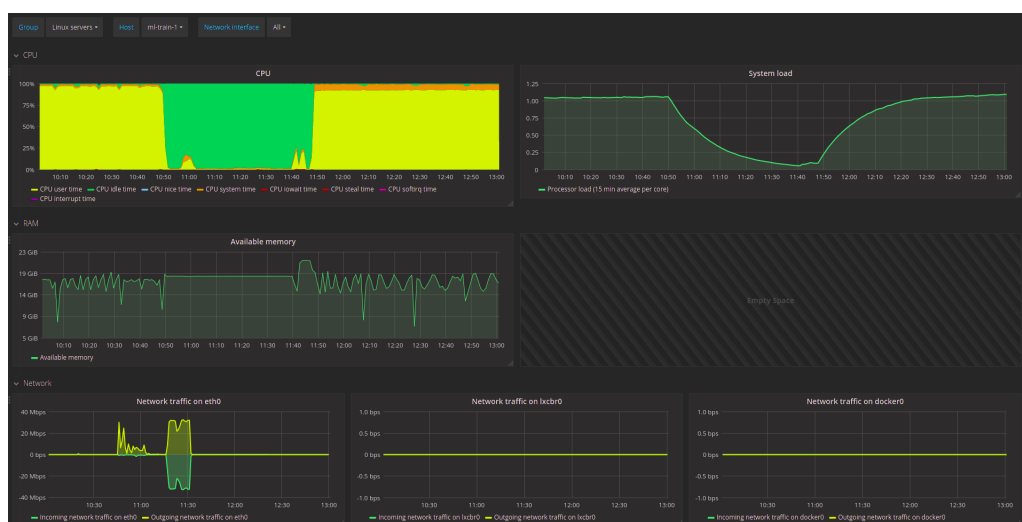 Group Linux servers Host ml-train-1 Network Interface All
CPU
CPU
100%
75%
50%
25%
0%
10:10 10:20 10:30 10:40 10:50 11:00 11:10 11:20 11:30 11:40 11:50 12:00 12:10 12:20 12:30 12:40 12:50 13:00
CPU user time CPU idle time CPU nice time CPU system time CPU iowait time CPU steal time CPU softirq time
CPU interrupt time
System load
1.25
1.00
0.75
0.50
0.25
0
10:10 10:20 10:30 10:40 10:50 11:00 11:10 11:20 11:30 11:40 11:50 12:00 12:10 12:20 12:30 12:40 12:50 13:00
Processor load (15 min average per core)
RAM
Available memory
23 GiB
19 GiB
14 GiB
9 GiB
5 GiB
10:10 10:20 10:30 10:40 10:50 11:00 11:10 11:20 11:30 11:40 11:50 12:00 12:10 12:20 12:30 12:40 12:50 13:00
Available memory
Empty Space
Network
Network traffic on eth0
40 Mbps
20 Mbps
0 bps
-20 Mbps
-40 Mbps
10:30 11:00 11:30 12:00 12:30 13:00
Incoming network traffic on eth0 Outgoing network traffic on eth0
Network traffic on lxcbr0
1.0 bps
0.5 bps
0 bps
-0.5 bps
-1.0 bps
10:30 11:00 11:30 12:00 12:30 13:00
Incoming network traffic on lxcbr0 Outgoing network traffic on lxcbr0
Network traffic on docker0
1.0 bps
0.5 bps
0 bps
-0.5 bps
-1.0 bps
10:30 11:00 11:30 12:00 12:30 13:00
Incoming network traffic on docker0 Outgoing network traffic on docker0